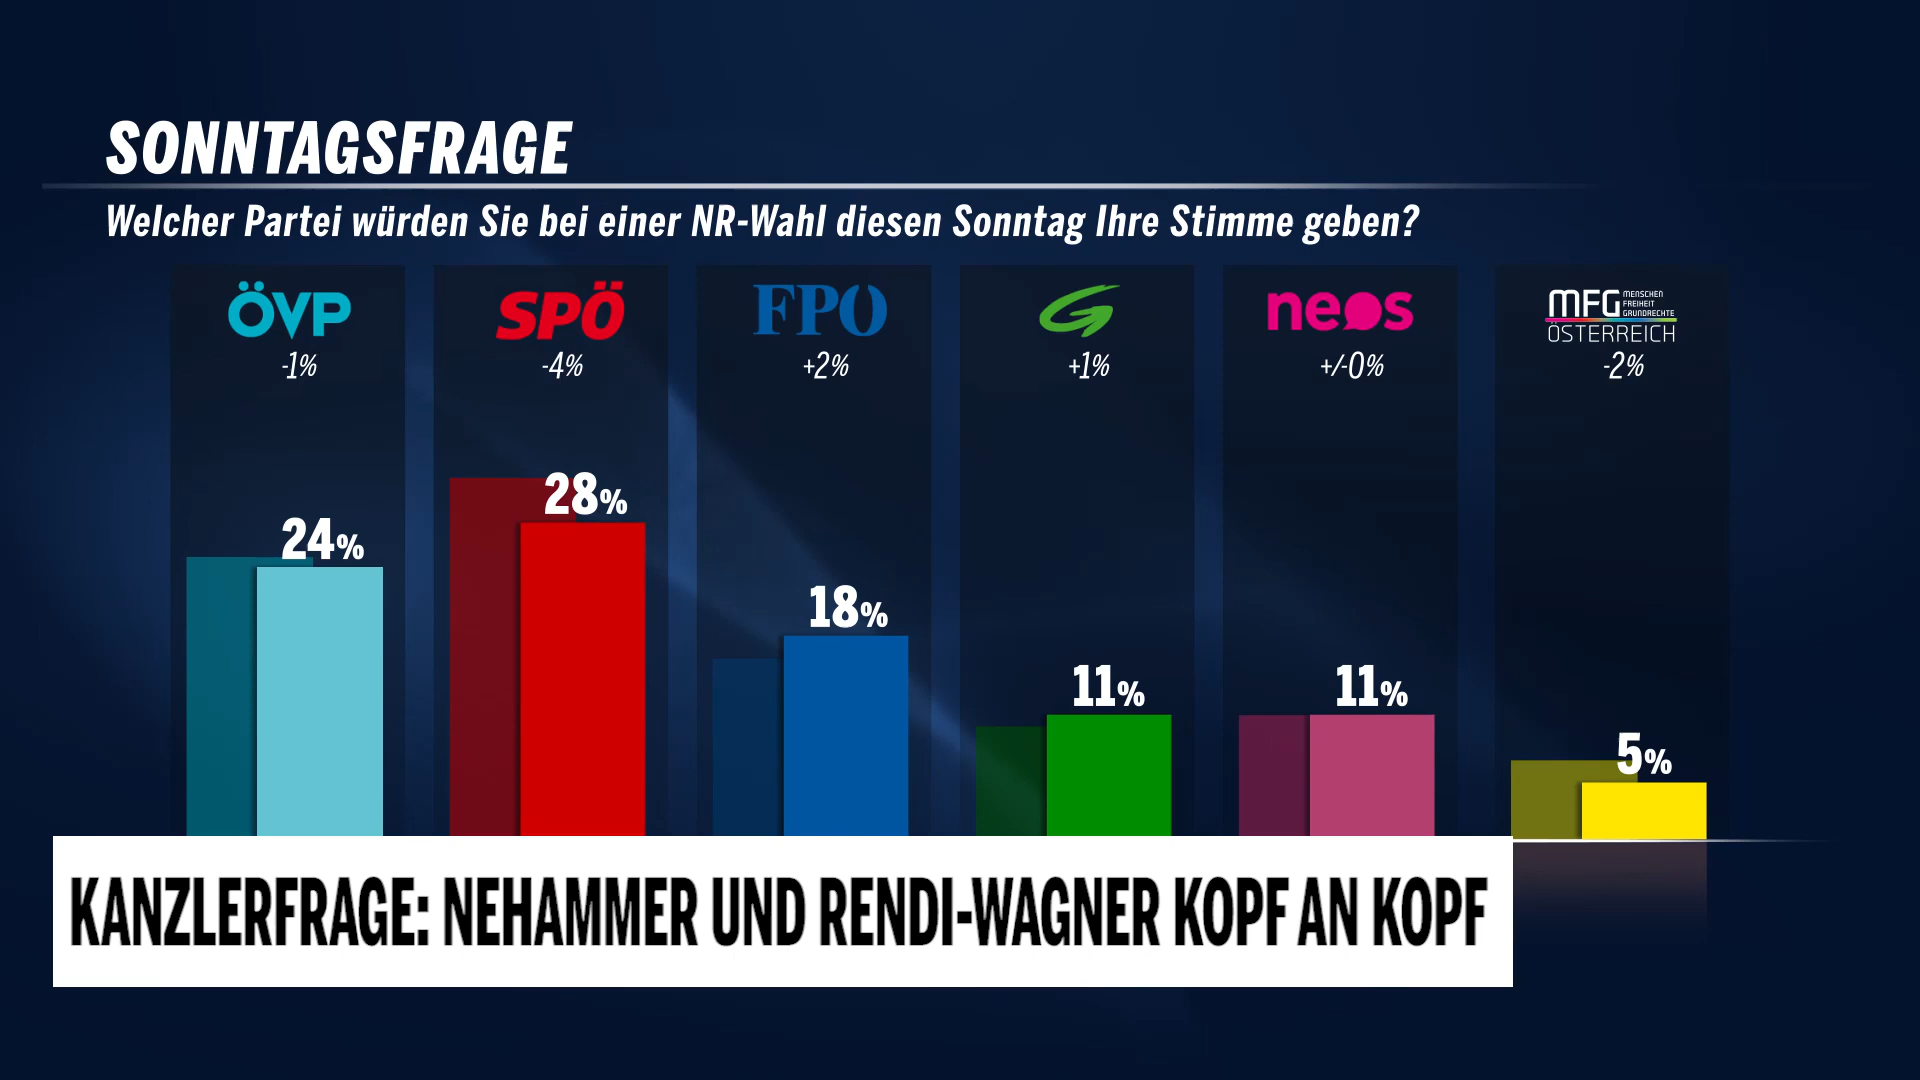 SONNTAGSFRAGE
Welcher Partei würden Sie bei einer NR-Wahl diesen Sonntag Ihre Stimme geben?
ÖVP
-1%
24%
SPÖ
-4%
28%
FPÖ
+2%
18%
+1%
11%
neos
+/-0%
11%
MFG MENSCHEN
FREIHEIT
GRUNDRECHTE
ÖSTERREICH
-2%
5%
KANZLERFRAGE: NEHAMMER UND RENDI-WAGNER KOPF AN KOPF